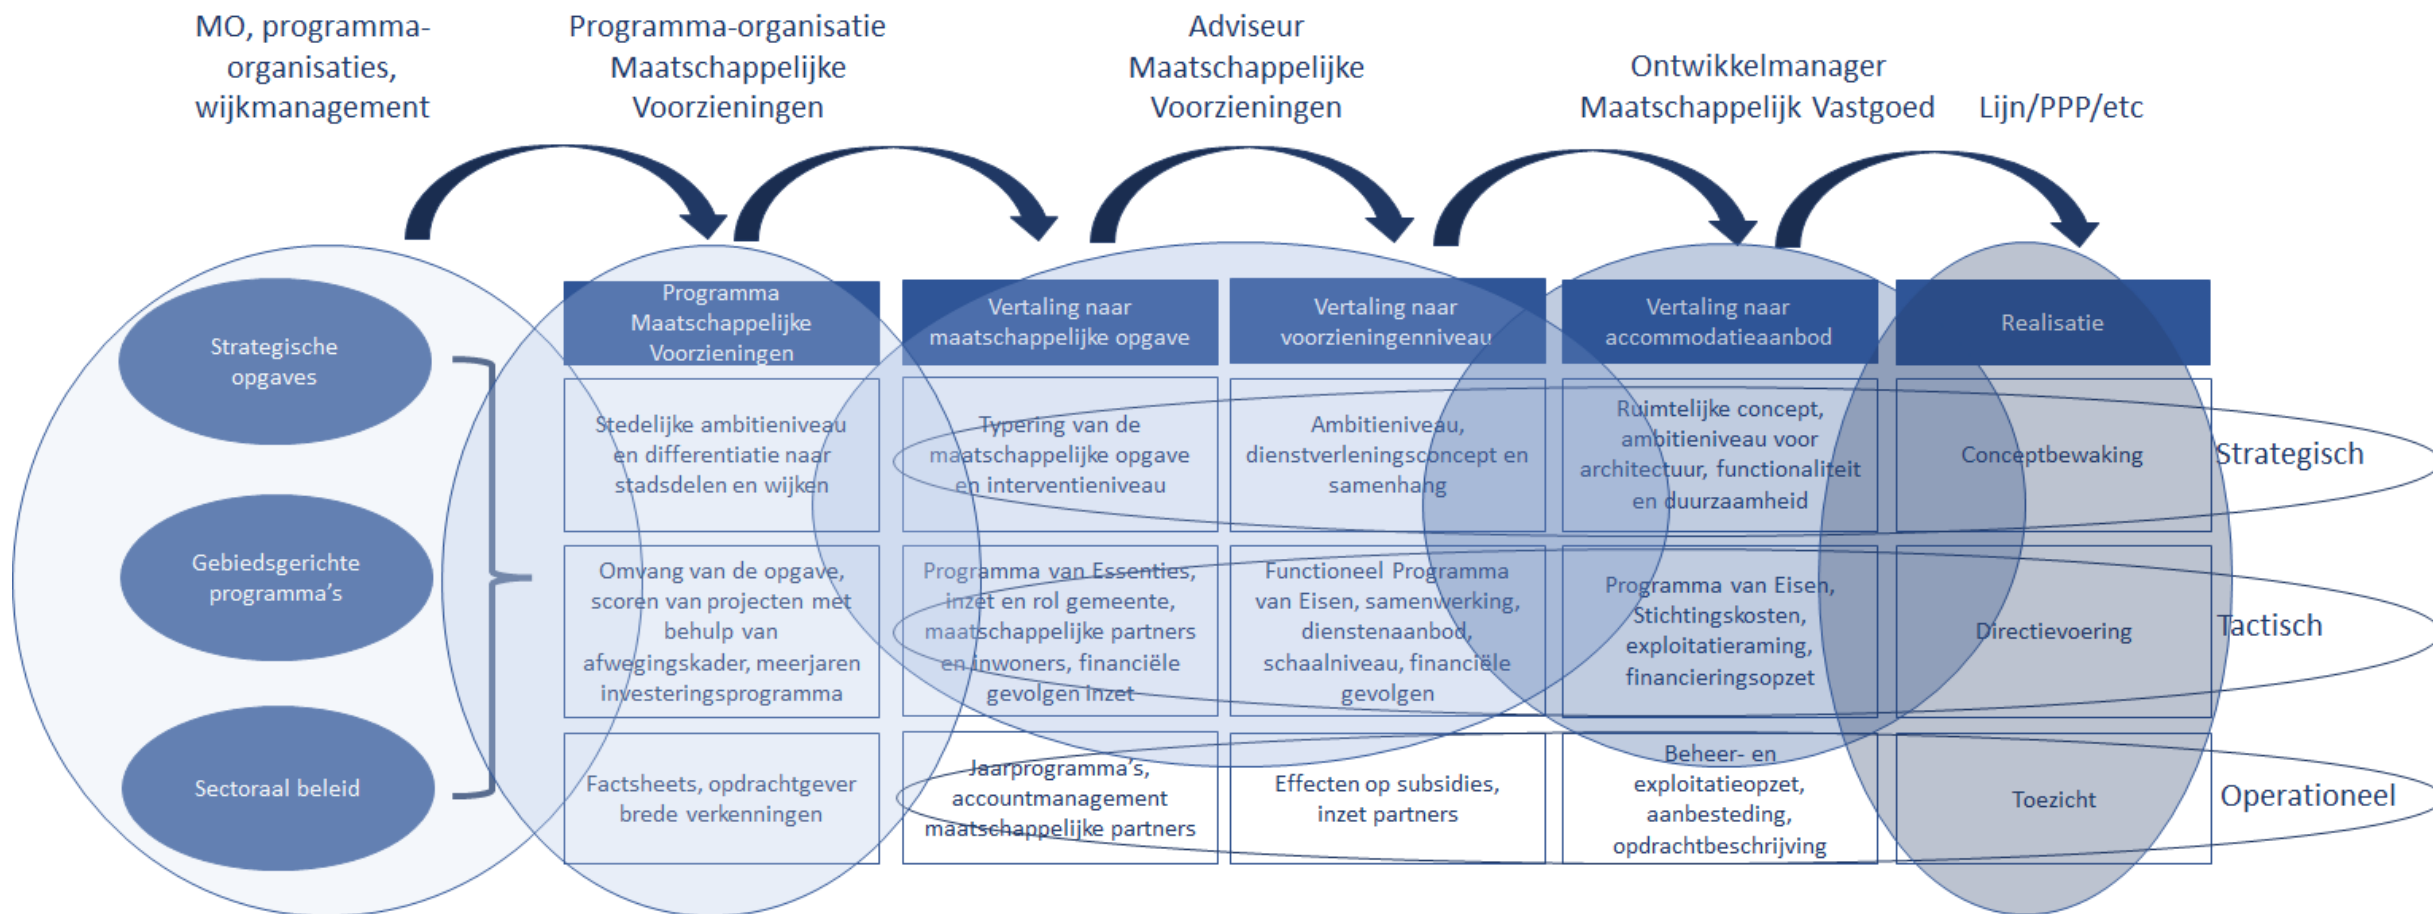 MO, programma-
organisaties,
wijkmanagement
Programma-organisatie
Maatschappelijke
Voorzieningen
Adviseur
Maatschappelijke
Voorzieningen
Ontwikkelmanager
Maatschappelijk Vastgoed
Lijn/PPP/etc
Strategische
opgaves
Gebiedsgerichte
programma's
Sectoraal beleid
Programma
Maatschappelijke
Voorzieningen
Vertaling naar
maatschappelijke opgave
Vertaling naar
voorzieningenniveau
Vertaling naar
accommodatieaanbod
Realisatie
Stedelijke ambitieniveau
en differentiatie naar
stadsdelen en wijken
Typering van de
maatschappelijke opgave
en interventieniveau
Ambitieniveau,
dienstverleningsconcept en
samenhang
Ruimtelijke concept,
ambitieniveau voor
architectuur, functionaliteit
en duurzaamheid
Conceptbewaking
Strategisch
Omvang van de opgave,
scoren van projecten met
behulp van
afwegingskader, meerjaren
investeringsprogramma
Programma van Essenties,
inzet en rol gemeente,
maatschappelijke partners
en inwoners, financiële
gevolgen inzet
Functioneel Programma
van Eisen, samenwerking,
dienstenaanbod,
schaalniveau, financiële
gevolgen
Programma van Eisen,
Stichtingskosten,
exploitatieraming,
financieringsopzet
Directievoering
Tactisch
Factsheets, opdrachtgever
brede verkenningen
Jaarprogramma's,
accountmanagement
maatschappelijke partners
Effecten op subsidies,
inzet partners
Beheer- en
exploitatieopzet,
aanbesteding,
opdrachtbeschrijving
Toezicht
Operationeel